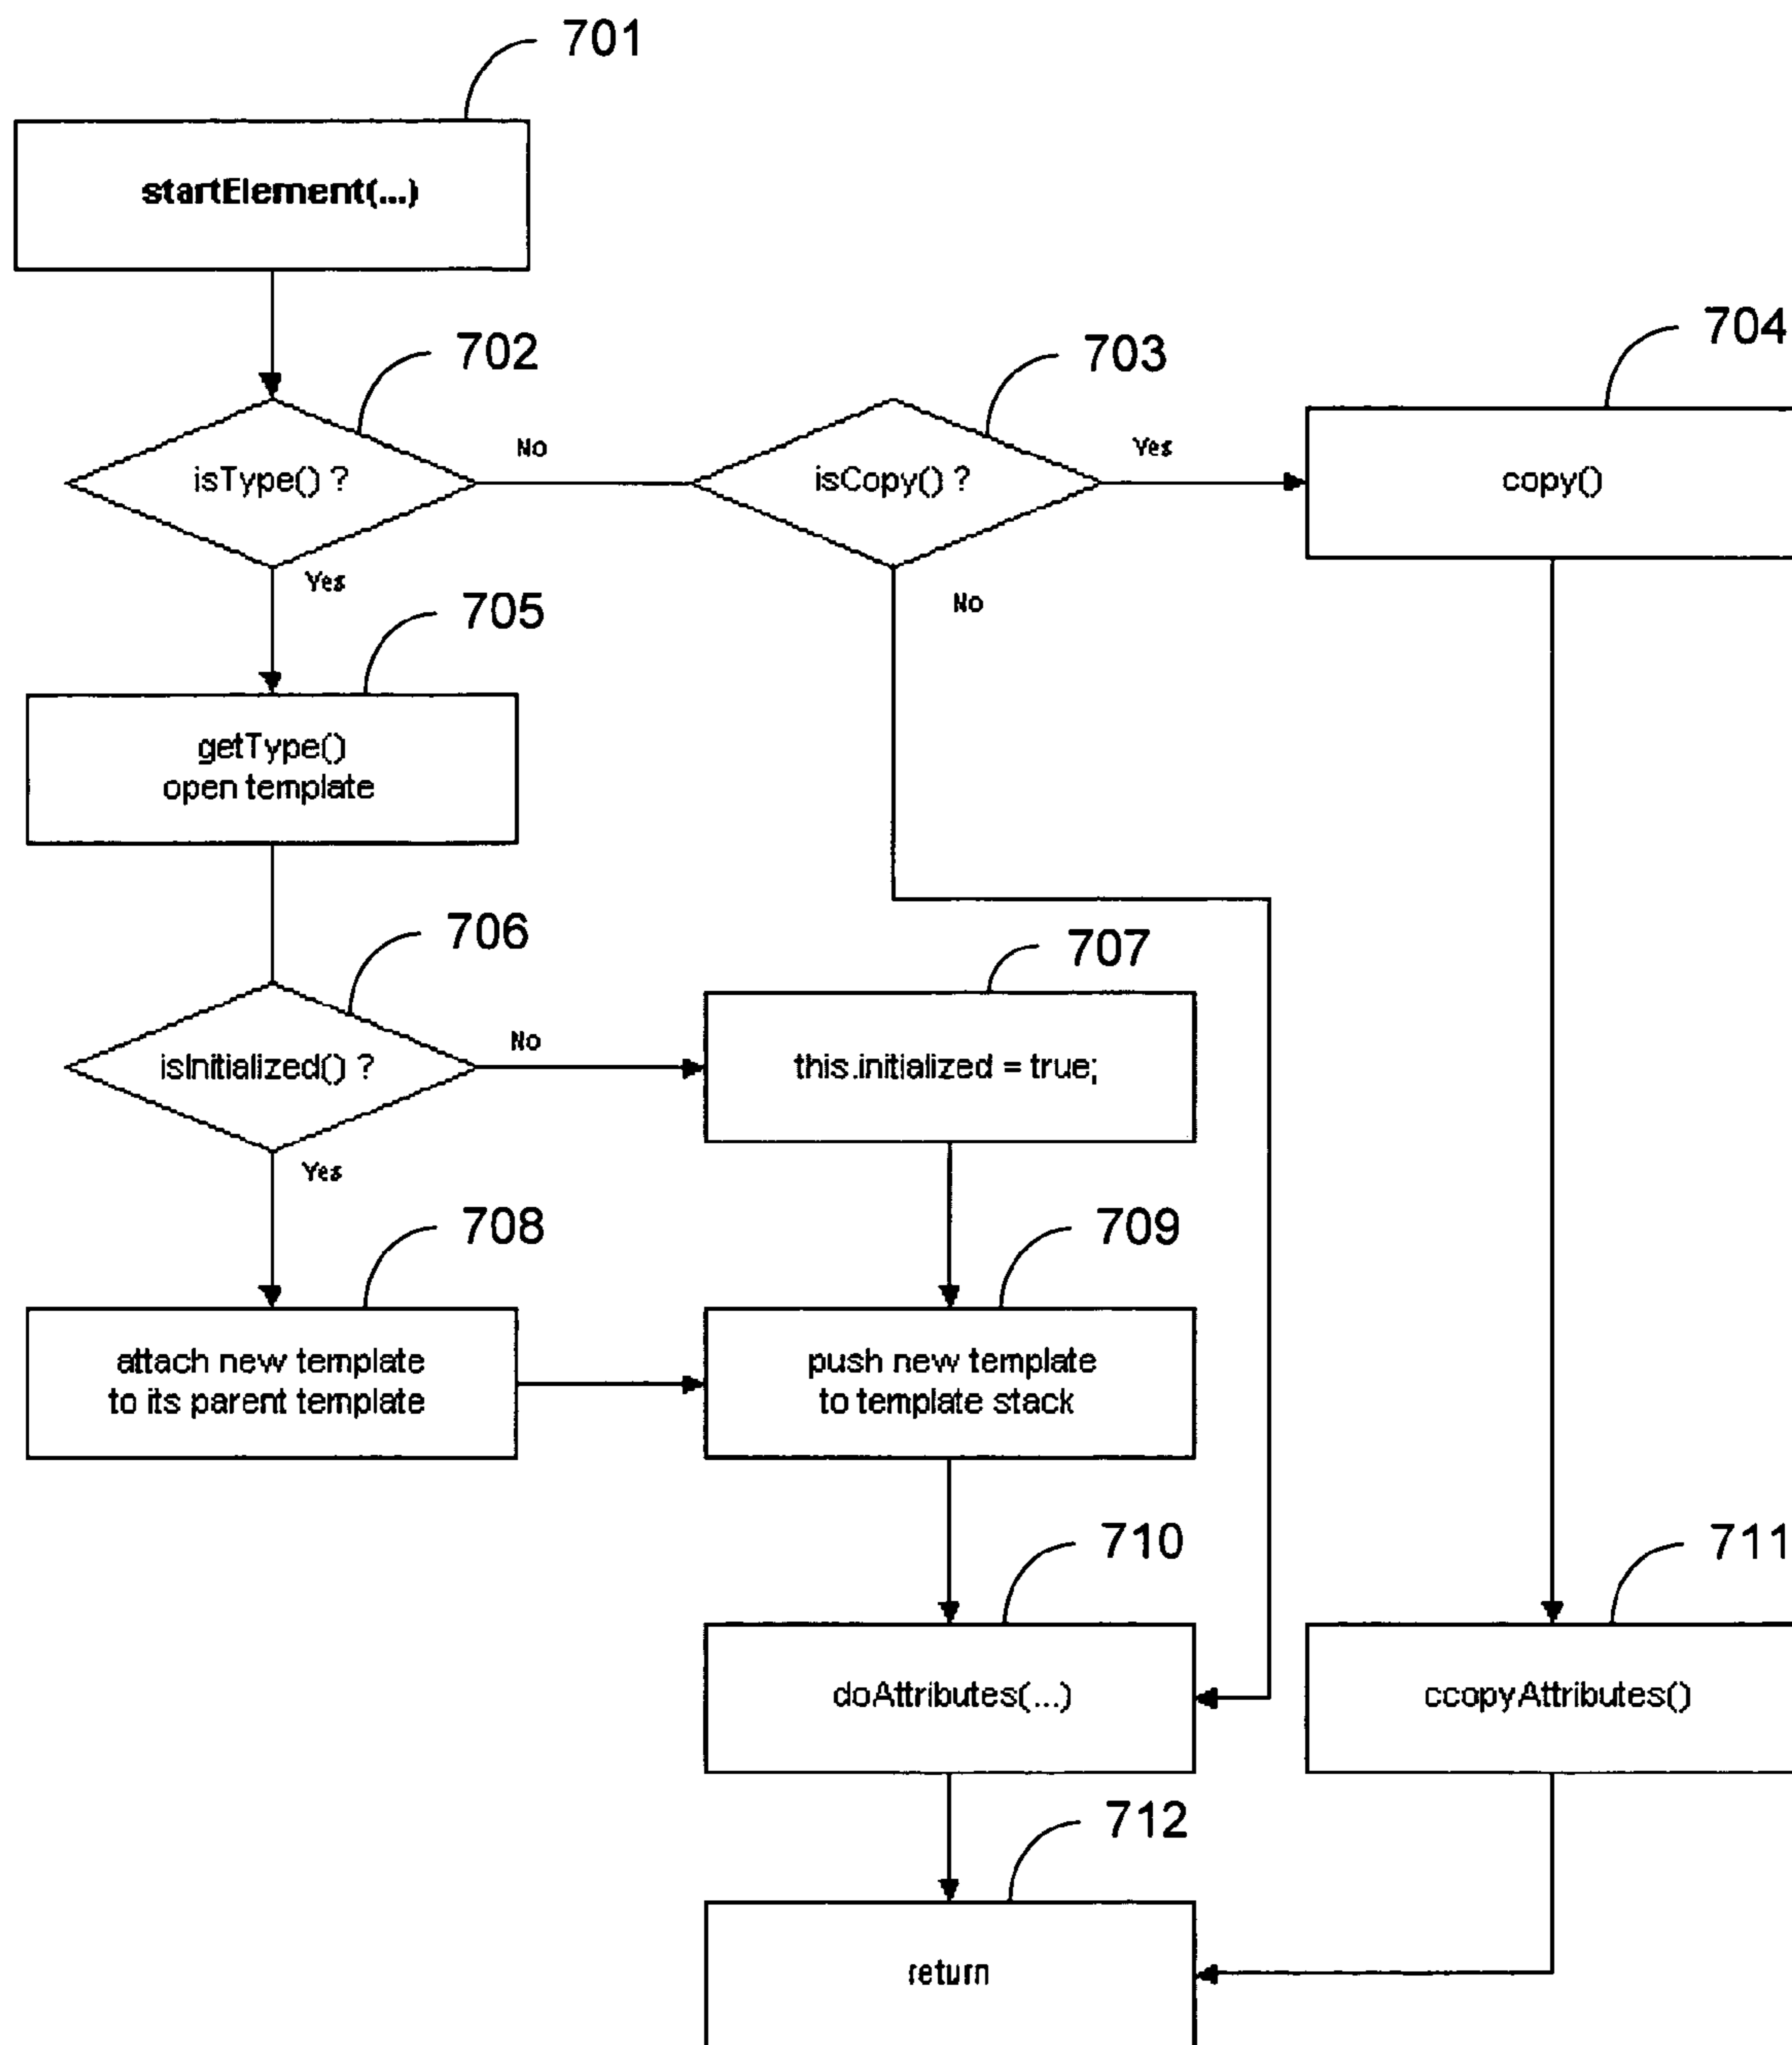 701
startElement(...)
702
703
704
isType() ?
No
isCopy() ?
Yes
copy()
Yes
No
705
getType()
open template
706
707
isInitialized() ?
No
this.initialized = true;
Yes
708
709
attach new template
to its parent template
push new template
to template stack
710
711
doAttributes(...)
ccopyAttributes()
712
return